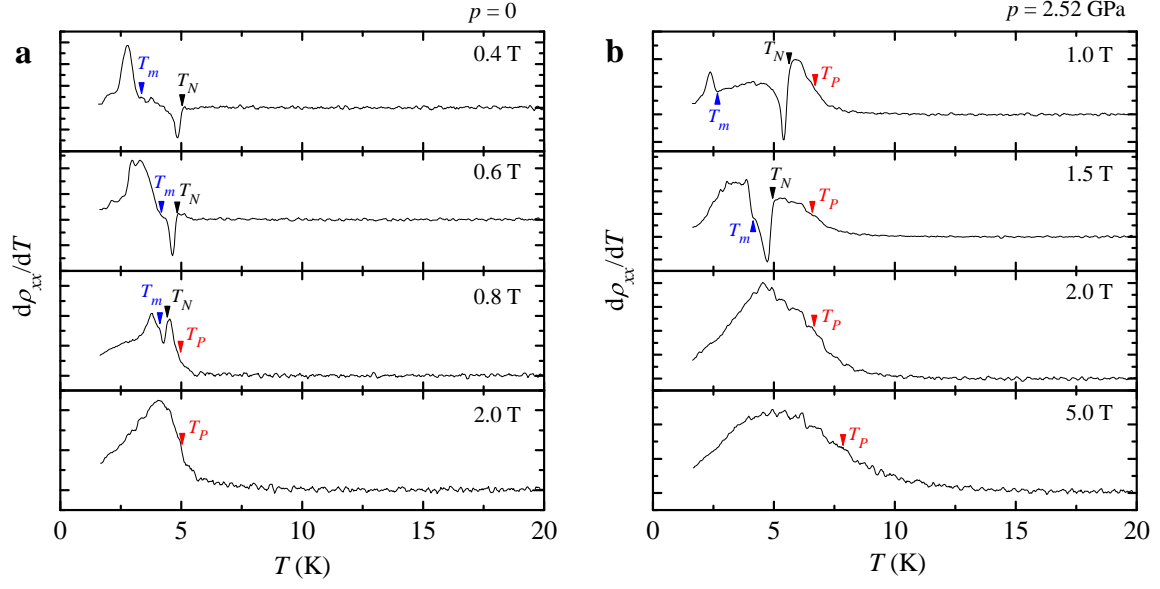 p = 0
a
0.4 T
T_m
T_N
0.6 T
T_m
T_N
0.8 T
T_m
T_N
T_P
2.0 T
T_P
dρ_xx/dT
0 5 10 15 20
T (K)
p = 2.52 GPa
b
1.0 T
T_N
T_P
T_m
1.5 T
T_N
T_P
T_m
2.0 T
T_P
5.0 T
T_P
dρ_xx/dT
0 5 10 15 20
T (K)